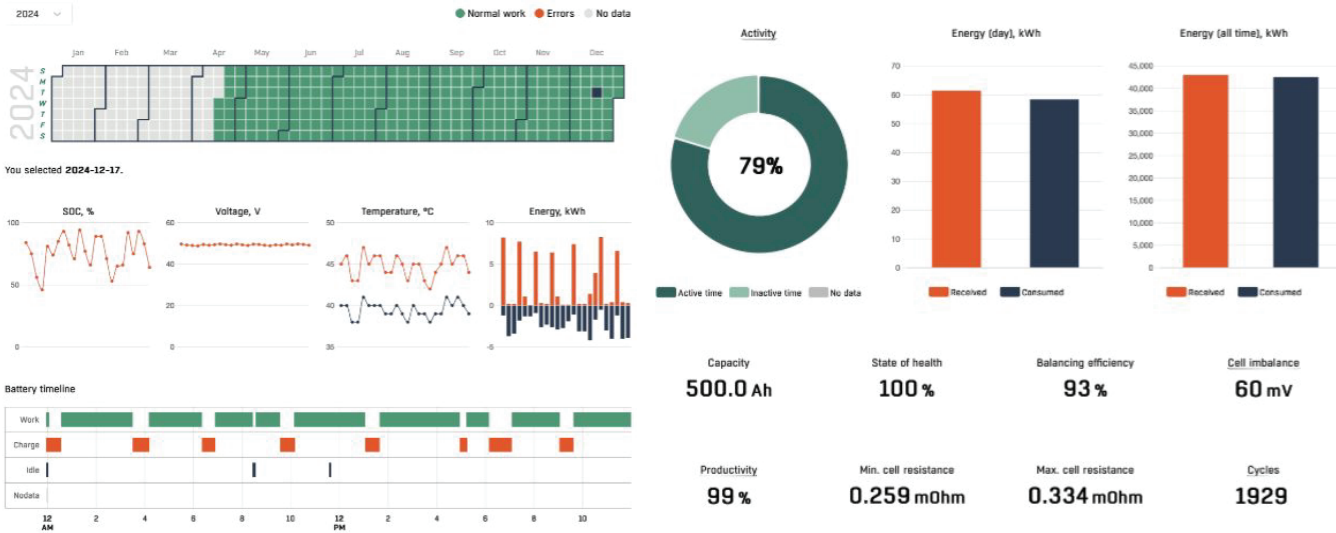 2024
Normal work Errors No data
Jan Feb Mar Apr May Jun Jul Aug Sep Oct Nov Dec
2024
S
M
T
W
T
F
S
You selected 2024-12-17.
SOC, %
100
50
0
Voltage, V
60
40
20
0
Temperature, °C
50
45
40
35
Energy, kWh
10
5
0
-5
Battery timeline
Work
Charge
Idle
Nodata
12 AM 2 4 6 8 10 12 PM 2 4 6 8 10
Activity
79%
Active time Inactive time No data
Energy (day), kWh
70
60
50
40
30
20
10
0
Received Consumed
Energy (all time), kWh
45,000
40,000
35,000
30,000
25,000
20,000
15,000
10,000
5,000
0
Received Consumed
Capacity
500.0 Ah
State of health
100 %
Balancing efficiency
93 %
Cell imbalance
60 mV
Productivity
99 %
Min. cell resistance
0.259 mOhm
Max. cell resistance
0.334 mOhm
Cycles
1929